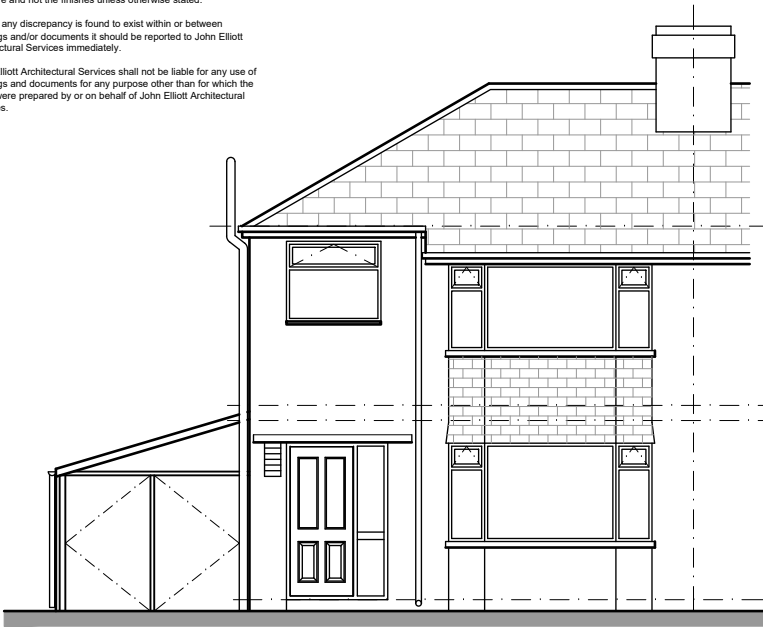 e and not the finishes unless otherwise stated.
any discrepancy is found to exist within or between
gs and/or documents it should be reported to John Elliott
ctural Services immediately.
lliott Architectural Services shall not be liable for any use of
gs and documents for any purpose other than for which the
were prepared by or on behalf of John Elliott Architectural
es.